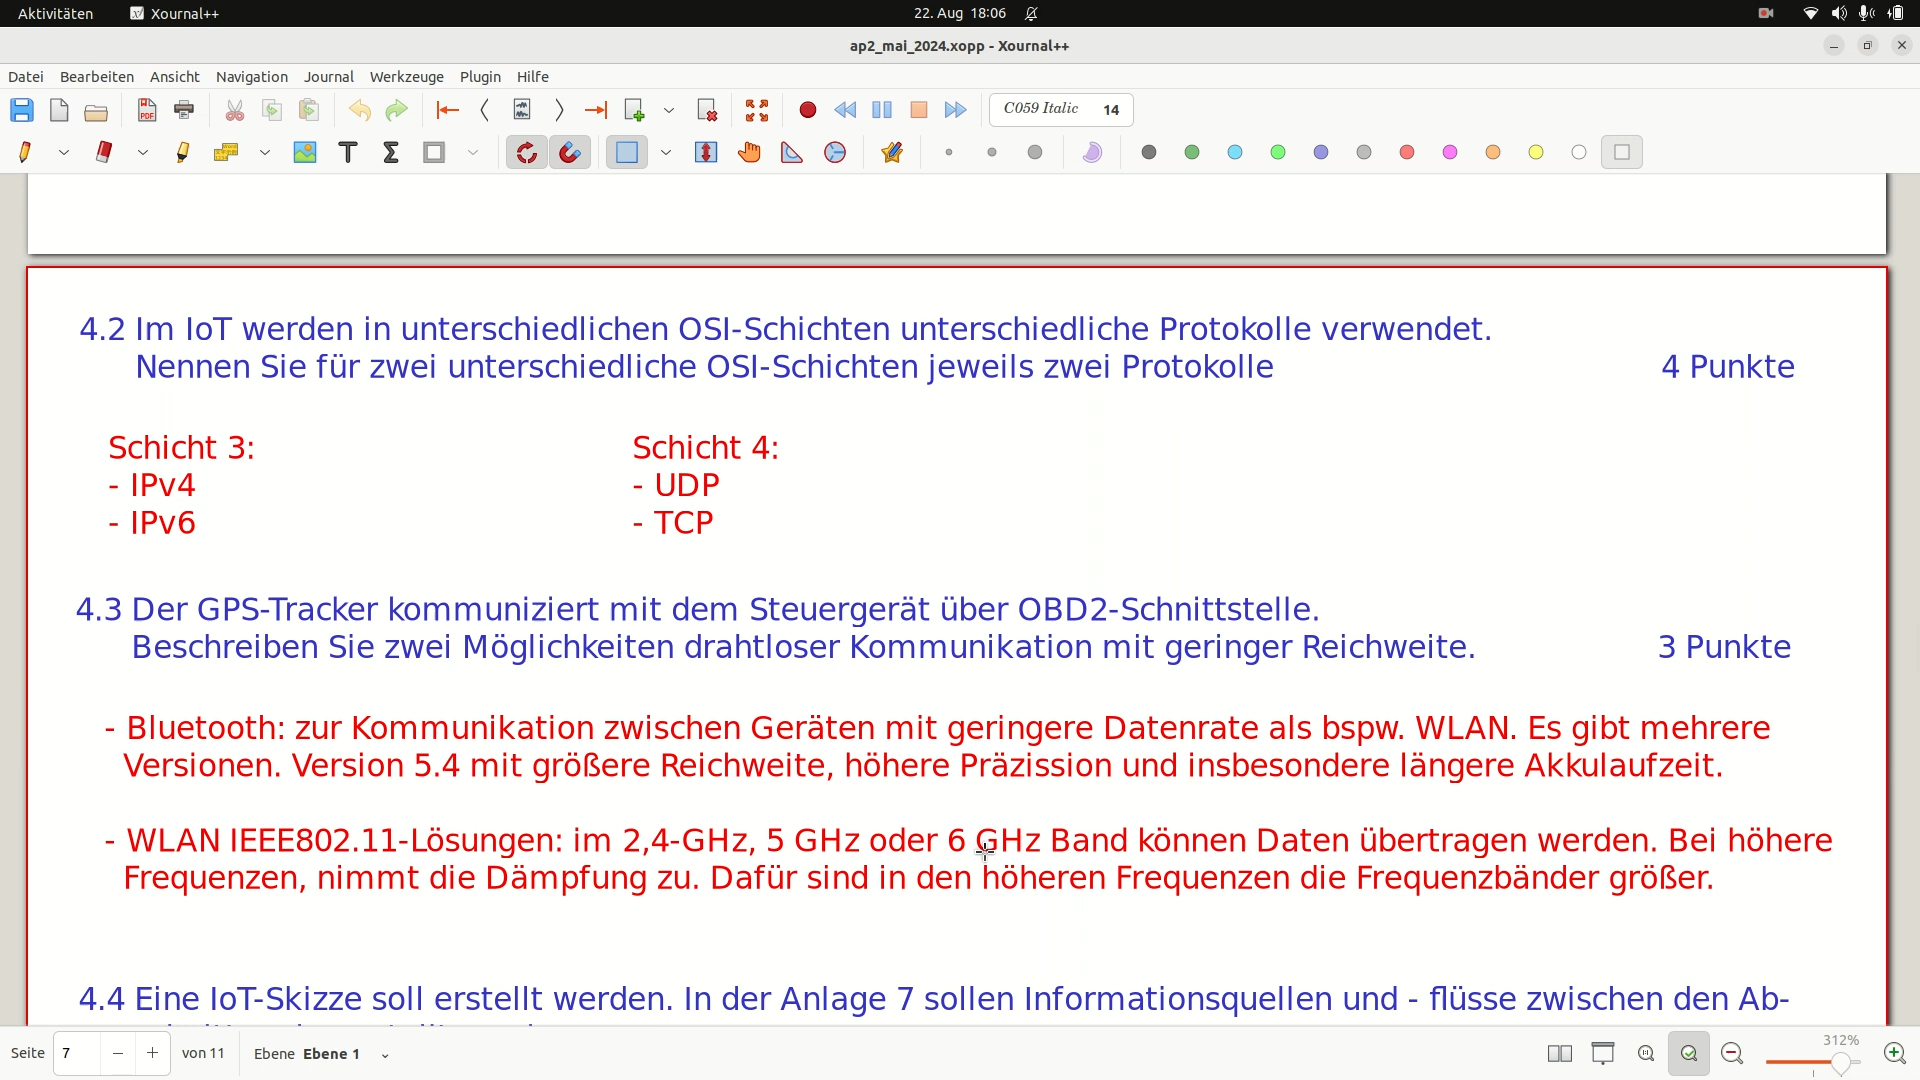 Aktivitäten Xournal++ 22. Aug 18:06
ap2_mai_2024.xopp - Xournal++
Datei Bearbeiten Ansicht Navigation Journal Werkzeuge Plugin Hilfe
C059 Italic 14
4.2 Im IoT werden in unterschiedlichen OSI-Schichten unterschiedliche Protokolle verwendet.
Nennen Sie für zwei unterschiedliche OSI-Schichten jeweils zwei Protokolle 4 Punkte
Schicht 3: Schicht 4:
- IPv4 - UDP
- IPv6 - TCP
4.3 Der GPS-Tracker kommuniziert mit dem Steuergerät über OBD2-Schnittstelle.
Beschreiben Sie zwei Möglichkeiten drahtloser Kommunikation mit geringer Reichweite. 3 Punkte
- Bluetooth: zur Kommunikation zwischen Geräten mit geringere Datenrate als bspw. WLAN. Es gibt mehrere
Versionen. Version 5.4 mit größere Reichweite, höhere Präzission und insbesondere längere Akkulaufzeit.
- WLAN IEEE802.11-Lösungen: im 2,4-GHz, 5 GHz oder 6 GHz Band können Daten übertragen werden. Bei höhere
Frequenzen, nimmt die Dämpfung zu. Dafür sind in den höheren Frequenzen die Frequenzbänder größer.
4.4 Eine IoT-Skizze soll erstellt werden. In der Anlage 7 sollen Informationsquellen und - flüsse zwischen den Ab-
Seite 7 von 11 Ebene Ebene 1 312%